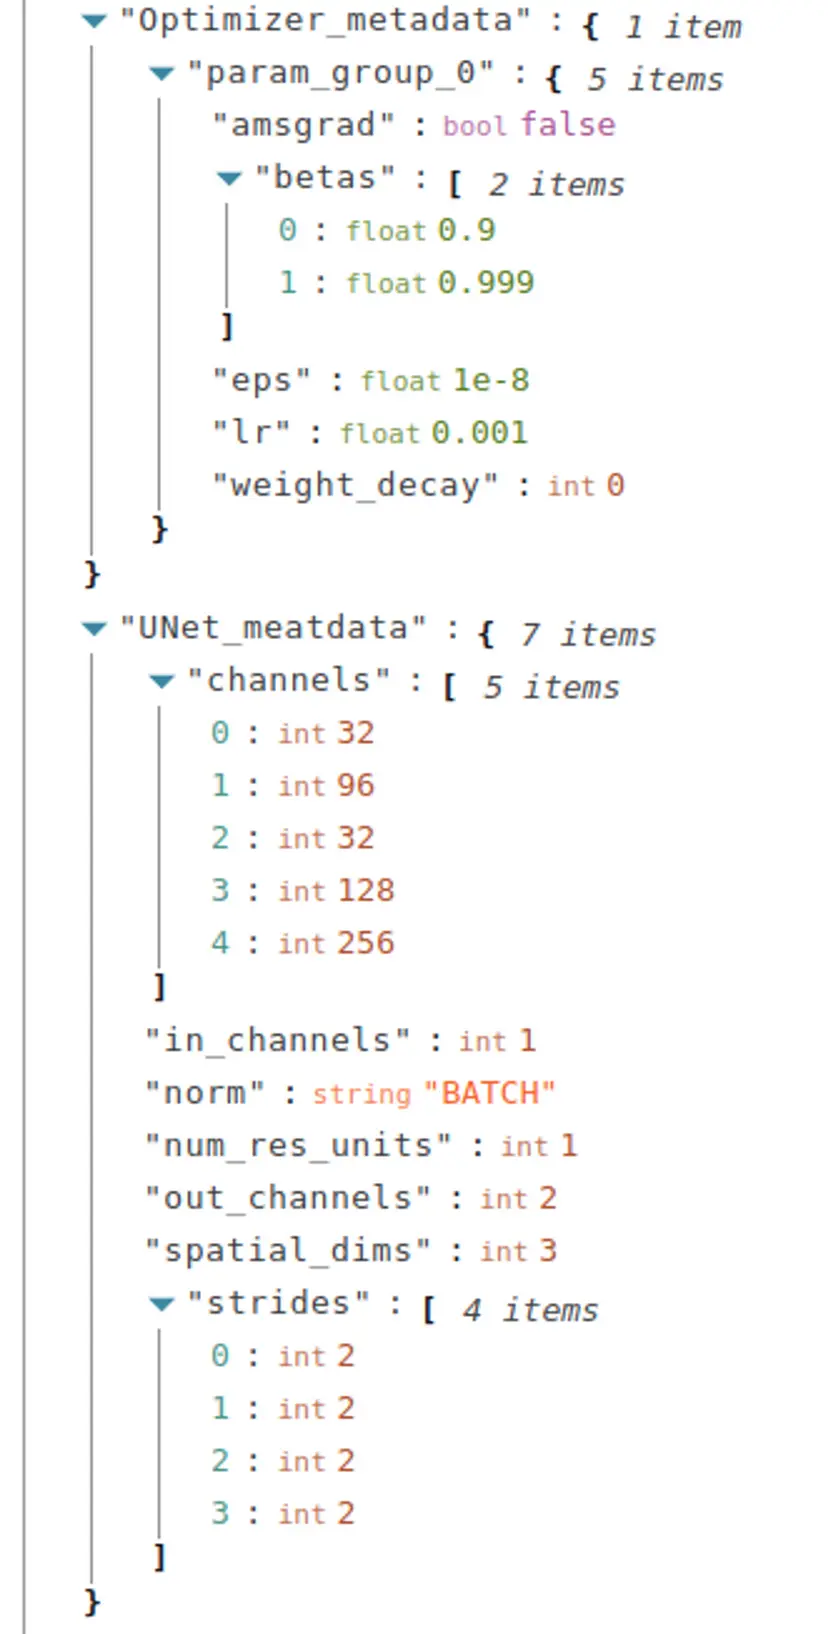 "Optimizer_metadata" : { 1 item
"param_group_0" : { 5 items
"amsgrad" : bool false
"betas" : [ 2 items
0 : float 0.9
1 : float 0.999
]
"eps" : float 1e-8
"lr" : float 0.001
"weight_decay" : int 0
}
}
"UNet_meatdata" : { 7 items
"channels" : [ 5 items
0 : int 32
1 : int 96
2 : int 32
3 : int 128
4 : int 256
]
"in_channels" : int 1
"norm" : string "BATCH"
"num_res_units" : int 1
"out_channels" : int 2
"spatial_dims" : int 3
"strides" : [ 4 items
0 : int 2
1 : int 2
2 : int 2
3 : int 2
]
}